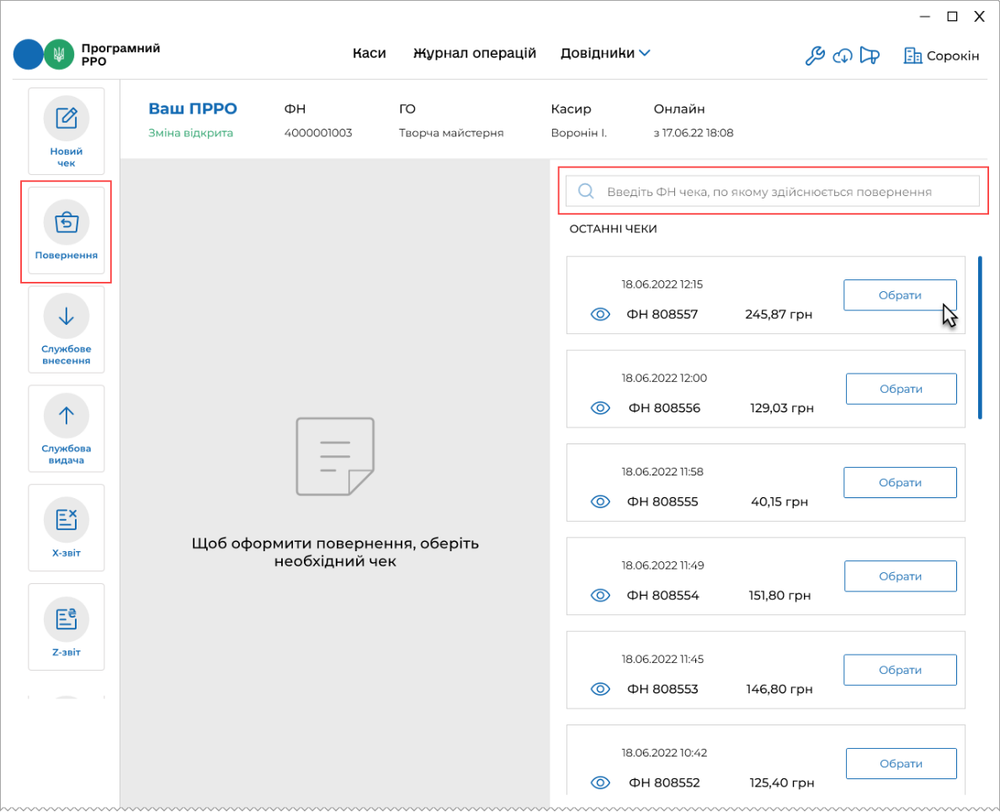 Програмний
РРО
Каси
Журнал операцій
Довідники
Сорокін
Новий
чек
Повернення
Службове
внесення
Службова
видача
Х-звіт
Z-звіт
Ваш ПРРО
Зміна відкрита
ФН
4000001003
ГО
Творча майстерня
Касир
Воронін І.
Онлайн
з 17.06.22 18:08
Щоб оформити повернення, оберіть
необхідний чек
Введіть ФН чека, по якому здійснюється повернення
ОСТАННІ ЧЕКИ
18.06.2022 12:15
ФН 808557 245,87 грн
Обрати
18.06.2022 12:00
ФН 808556 129,03 грн
Обрати
18.06.2022 11:58
ФН 808555 40,15 грн
Обрати
18.06.2022 11:49
ФН 808554 151,80 грн
Обрати
18.06.2022 11:45
ФН 808553 146,80 грн
Обрати
18.06.2022 10:42
ФН 808552 125,40 грн
Обрати